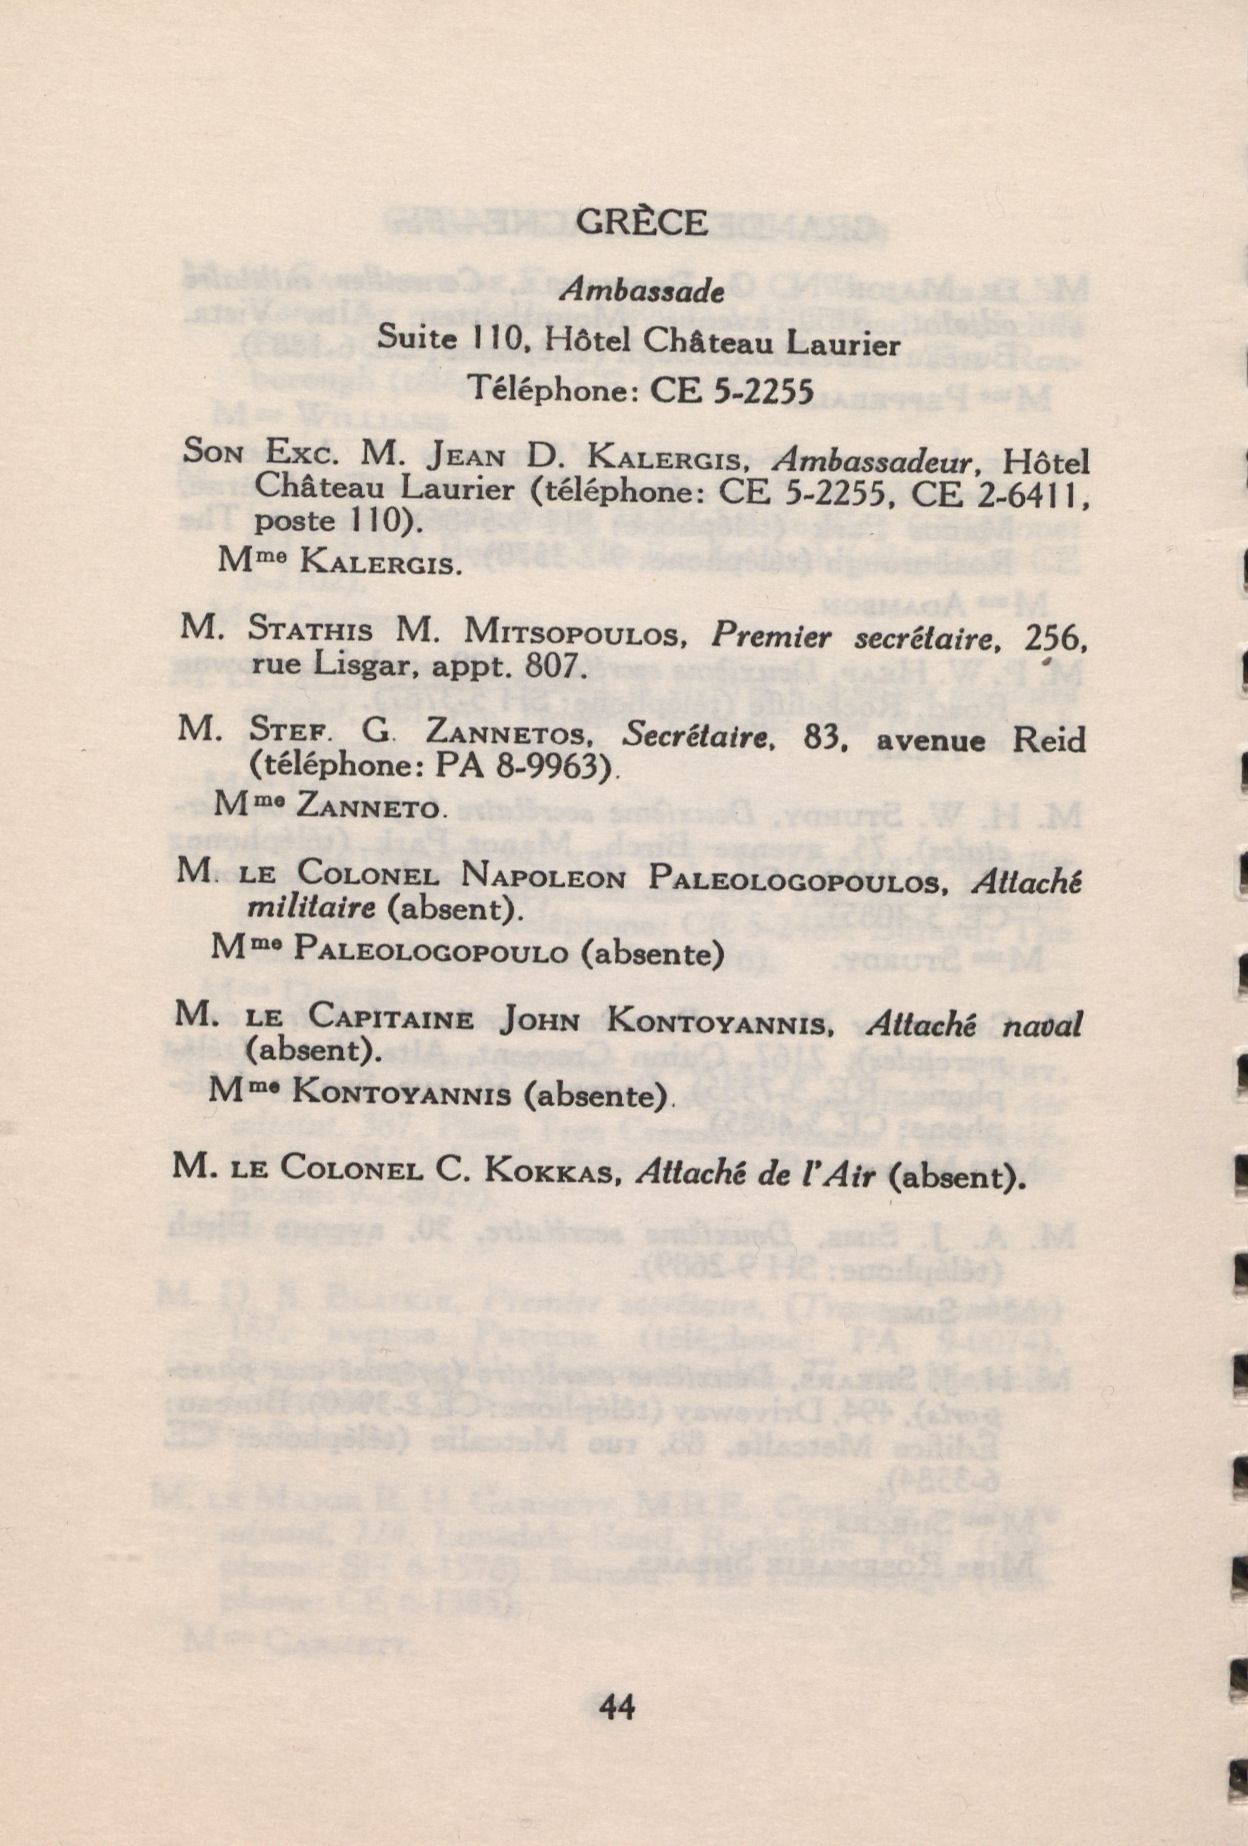 GRÈCE
Ambassade
Suite 110, Hôtel Château Laurier
Téléphone: CE 5-2255
SON EXC. M. JEAN D. KALERGIS, Ambassadeur, Hôtel
Château Laurier (téléphone: CE 5-2255, CE 2-6411,
poste 110).
Mme KALERGIS.
M. STATHIS M. MITSOPOULOS, Premier secrétaire, 256,
rue Lisgar, appt. 807.
M. STEF. G. ZANNETOS, Secrétaire, 83, avenue Reid
(téléphone: PA 8-9963).
Mme ZANNETO.
M. LE COLONEL NAPOLEON PALEOLOGOPOULOS, Attaché
militaire (absent).
Mme PALEOLOGOPOULO (absente)
M. LE CAPITAINE JOHN KONTOYANNIS, Attaché naval
(absent).
Mme KONTOYANNIS (absente).
M. LE COLONEL C. KOKKAS, Attaché de l'Air (absent).
44